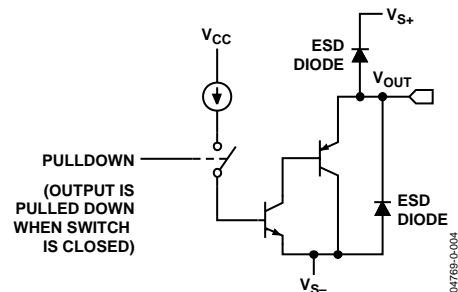 VS+
VCC
ESD
DIODE
VOUT
PULLDOWN
(OUTPUT IS
PULLED DOWN
WHEN SWITCH
IS CLOSED)
ESD
DIODE
VS–
04769-0-004